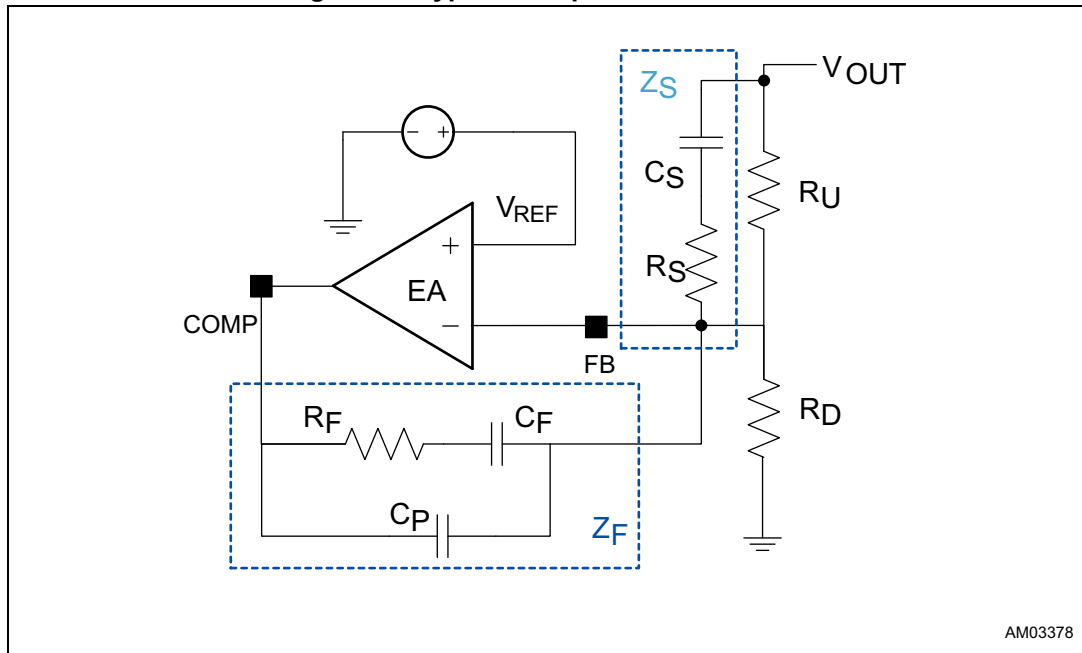 ZS
VOUT
- +
CS
RU
VREF
+
RS
EA
COMP
−
FB
RF
CF
RD
CP
ZF
AM03378